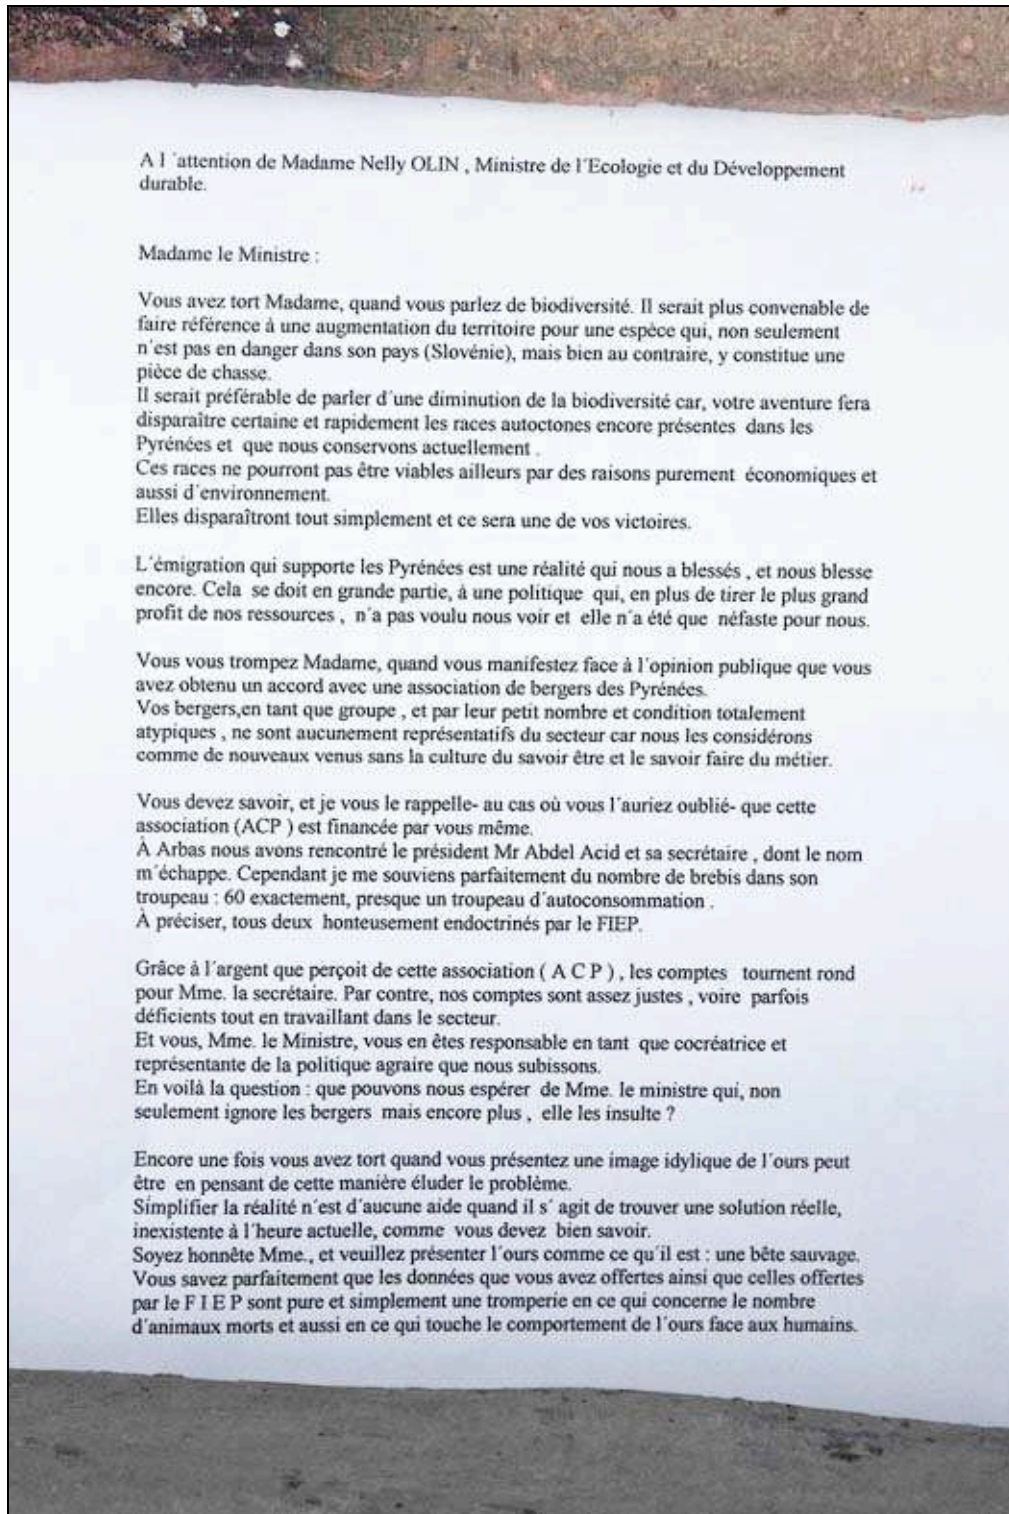 A l ´attention de Madame Nelly OLIN , Ministre de l´Ecologie et du Développement
durable.
Madame le Ministre :
Vous avez tort Madame, quand vous parlez de biodiversité. Il serait plus convenable de
faire référence à une augmentation du territoire pour une espèce qui, non seulement
n´est pas en danger dans son pays (Slovénie), mais bien au contraire, y constitue une
pièce de chasse.
Il serait préférable de parler d´une diminution de la biodiversité car, votre aventure fera
disparaître certaine et rapidement les races autoctones encore présentes dans les
Pyrénées et que nous conservons actuellement .
Ces races ne pourront pas être viables ailleurs par des raisons purement économiques et
aussi d´environnement.
Elles disparaîtront tout simplement et ce sera une de vos victoires.
L´émigration qui supporte les Pyrénées est une réalité qui nous a blessés , et nous blesse
encore. Cela se doit en grande partie, à une politique qui, en plus de tirer le plus grand
profit de nos ressources , n´a pas voulu nous voir et elle n´a été que néfaste pour nous.
Vous vous trompez Madame, quand vous manifestez face à l´opinion publique que vous
avez obtenu un accord avec une association de bergers des Pyrénées.
Vos bergers,en tant que groupe , et par leur petit nombre et condition totalement
atypiques , ne sont aucunement représentatifs du secteur car nous les considérons
comme de nouveaux venus sans la culture du savoir être et le savoir faire du métier.
Vous devez savoir, et je vous le rappelle- au cas où vous l´auriez oublié- que cette
association (ACP ) est financée par vous même.
À Arbas nous avons rencontré le président Mr Abdel Acid et sa secrétaire , dont le nom
m´échappe. Cependant je me souviens parfaitement du nombre de brebis dans son
troupeau : 60 exactement, presque un troupeau d´autoconsommation .
À préciser, tous deux honteusement endoctrinés par le FIEP.
Grâce à l´argent que perçoit de cette association ( A C P ) , les comptes tournent rond
pour Mme. la secrétaire. Par contre, nos comptes sont assez justes , voire parfois
déficients tout en travaillant dans le secteur.
Et vous, Mme. le Ministre, vous en êtes responsable en tant que cocréatrice et
représentante de la politique agraire que nous subissons.
En voilà la question : que pouvons nous espérer de Mme. le ministre qui, non
seulement ignore les bergers mais encore plus , elle les insulte ?
Encore une fois vous avez tort quand vous présentez une image idylique de l´ours peut
être en pensant de cette manière éluder le problème.
Simplifier la réalité n´est d´aucune aide quand il s´ agit de trouver une solution réelle,
inexistente à l´heure actuelle, comme vous devez bien savoir.
Soyez honnête Mme., et veuillez présenter l´ours comme ce qu´il est : une bête sauvage.
Vous savez parfaitement que les données que vous avez offertes ainsi que celles offertes
par le F I E P sont pure et simplement une tromperie en ce qui concerne le nombre
d´animaux morts et aussi en ce qui touche le comportement de l´ours face aux humains.